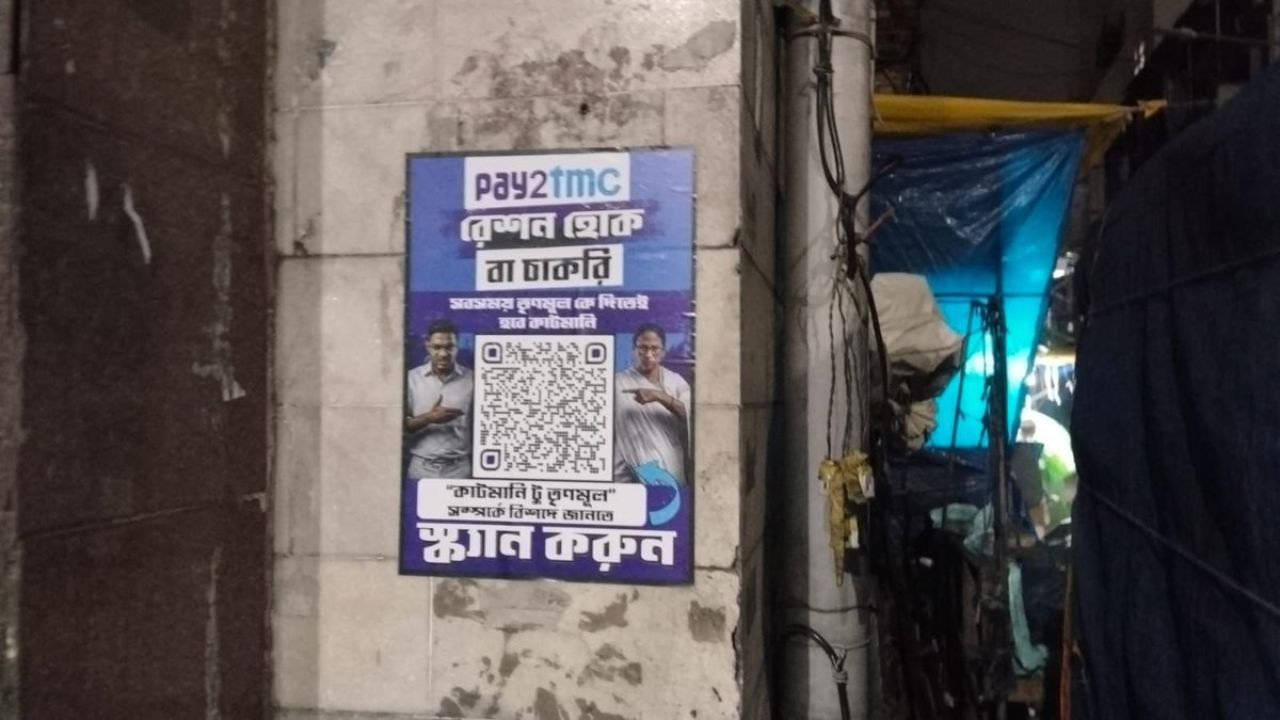 pay2tmc
রেশন হোক
বা চাকরি
সবসময় তৃণমূল কে দিতেই
হবে কাটমানি
"কাটমানি টু তৃণমূল"
সম্পর্কে বিশদে জানতে
স্ক্যান করুন